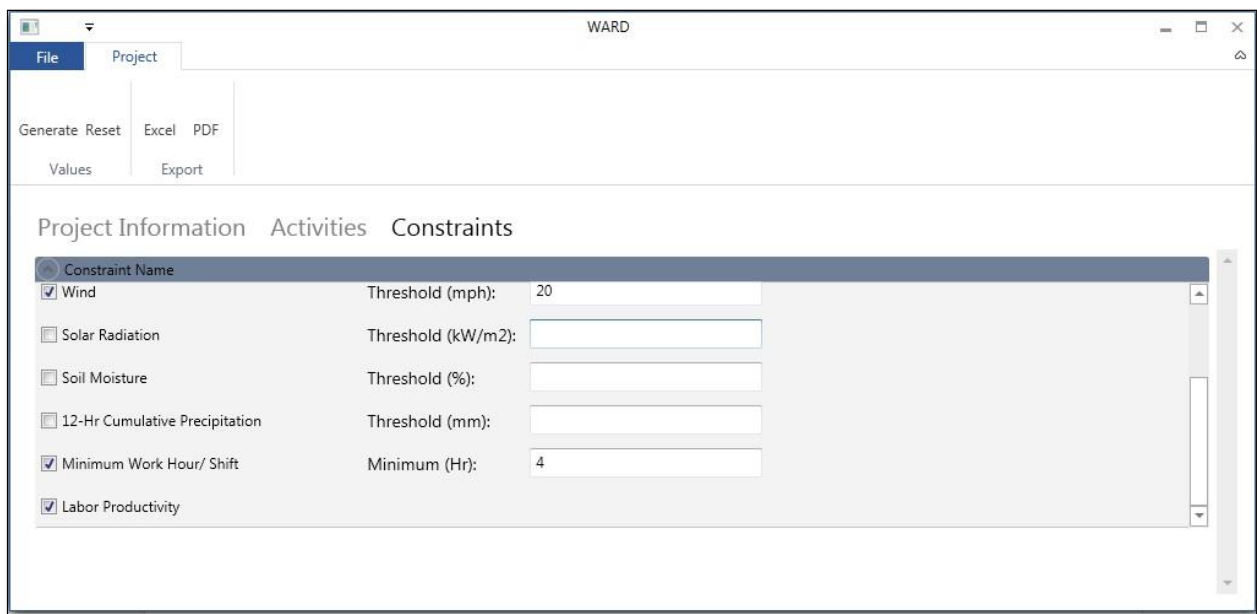 WARD
File Project
Generate Reset Excel PDF
Values Export
Project Information Activities Constraints
Constraint Name
Wind Threshold (mph): 20
Solar Radiation Threshold (kW/m2):
Soil Moisture Threshold (%):
12-Hr Cumulative Precipitation Threshold (mm):
Minimum Work Hour/ Shift Minimum (Hr): 4
Labor Productivity